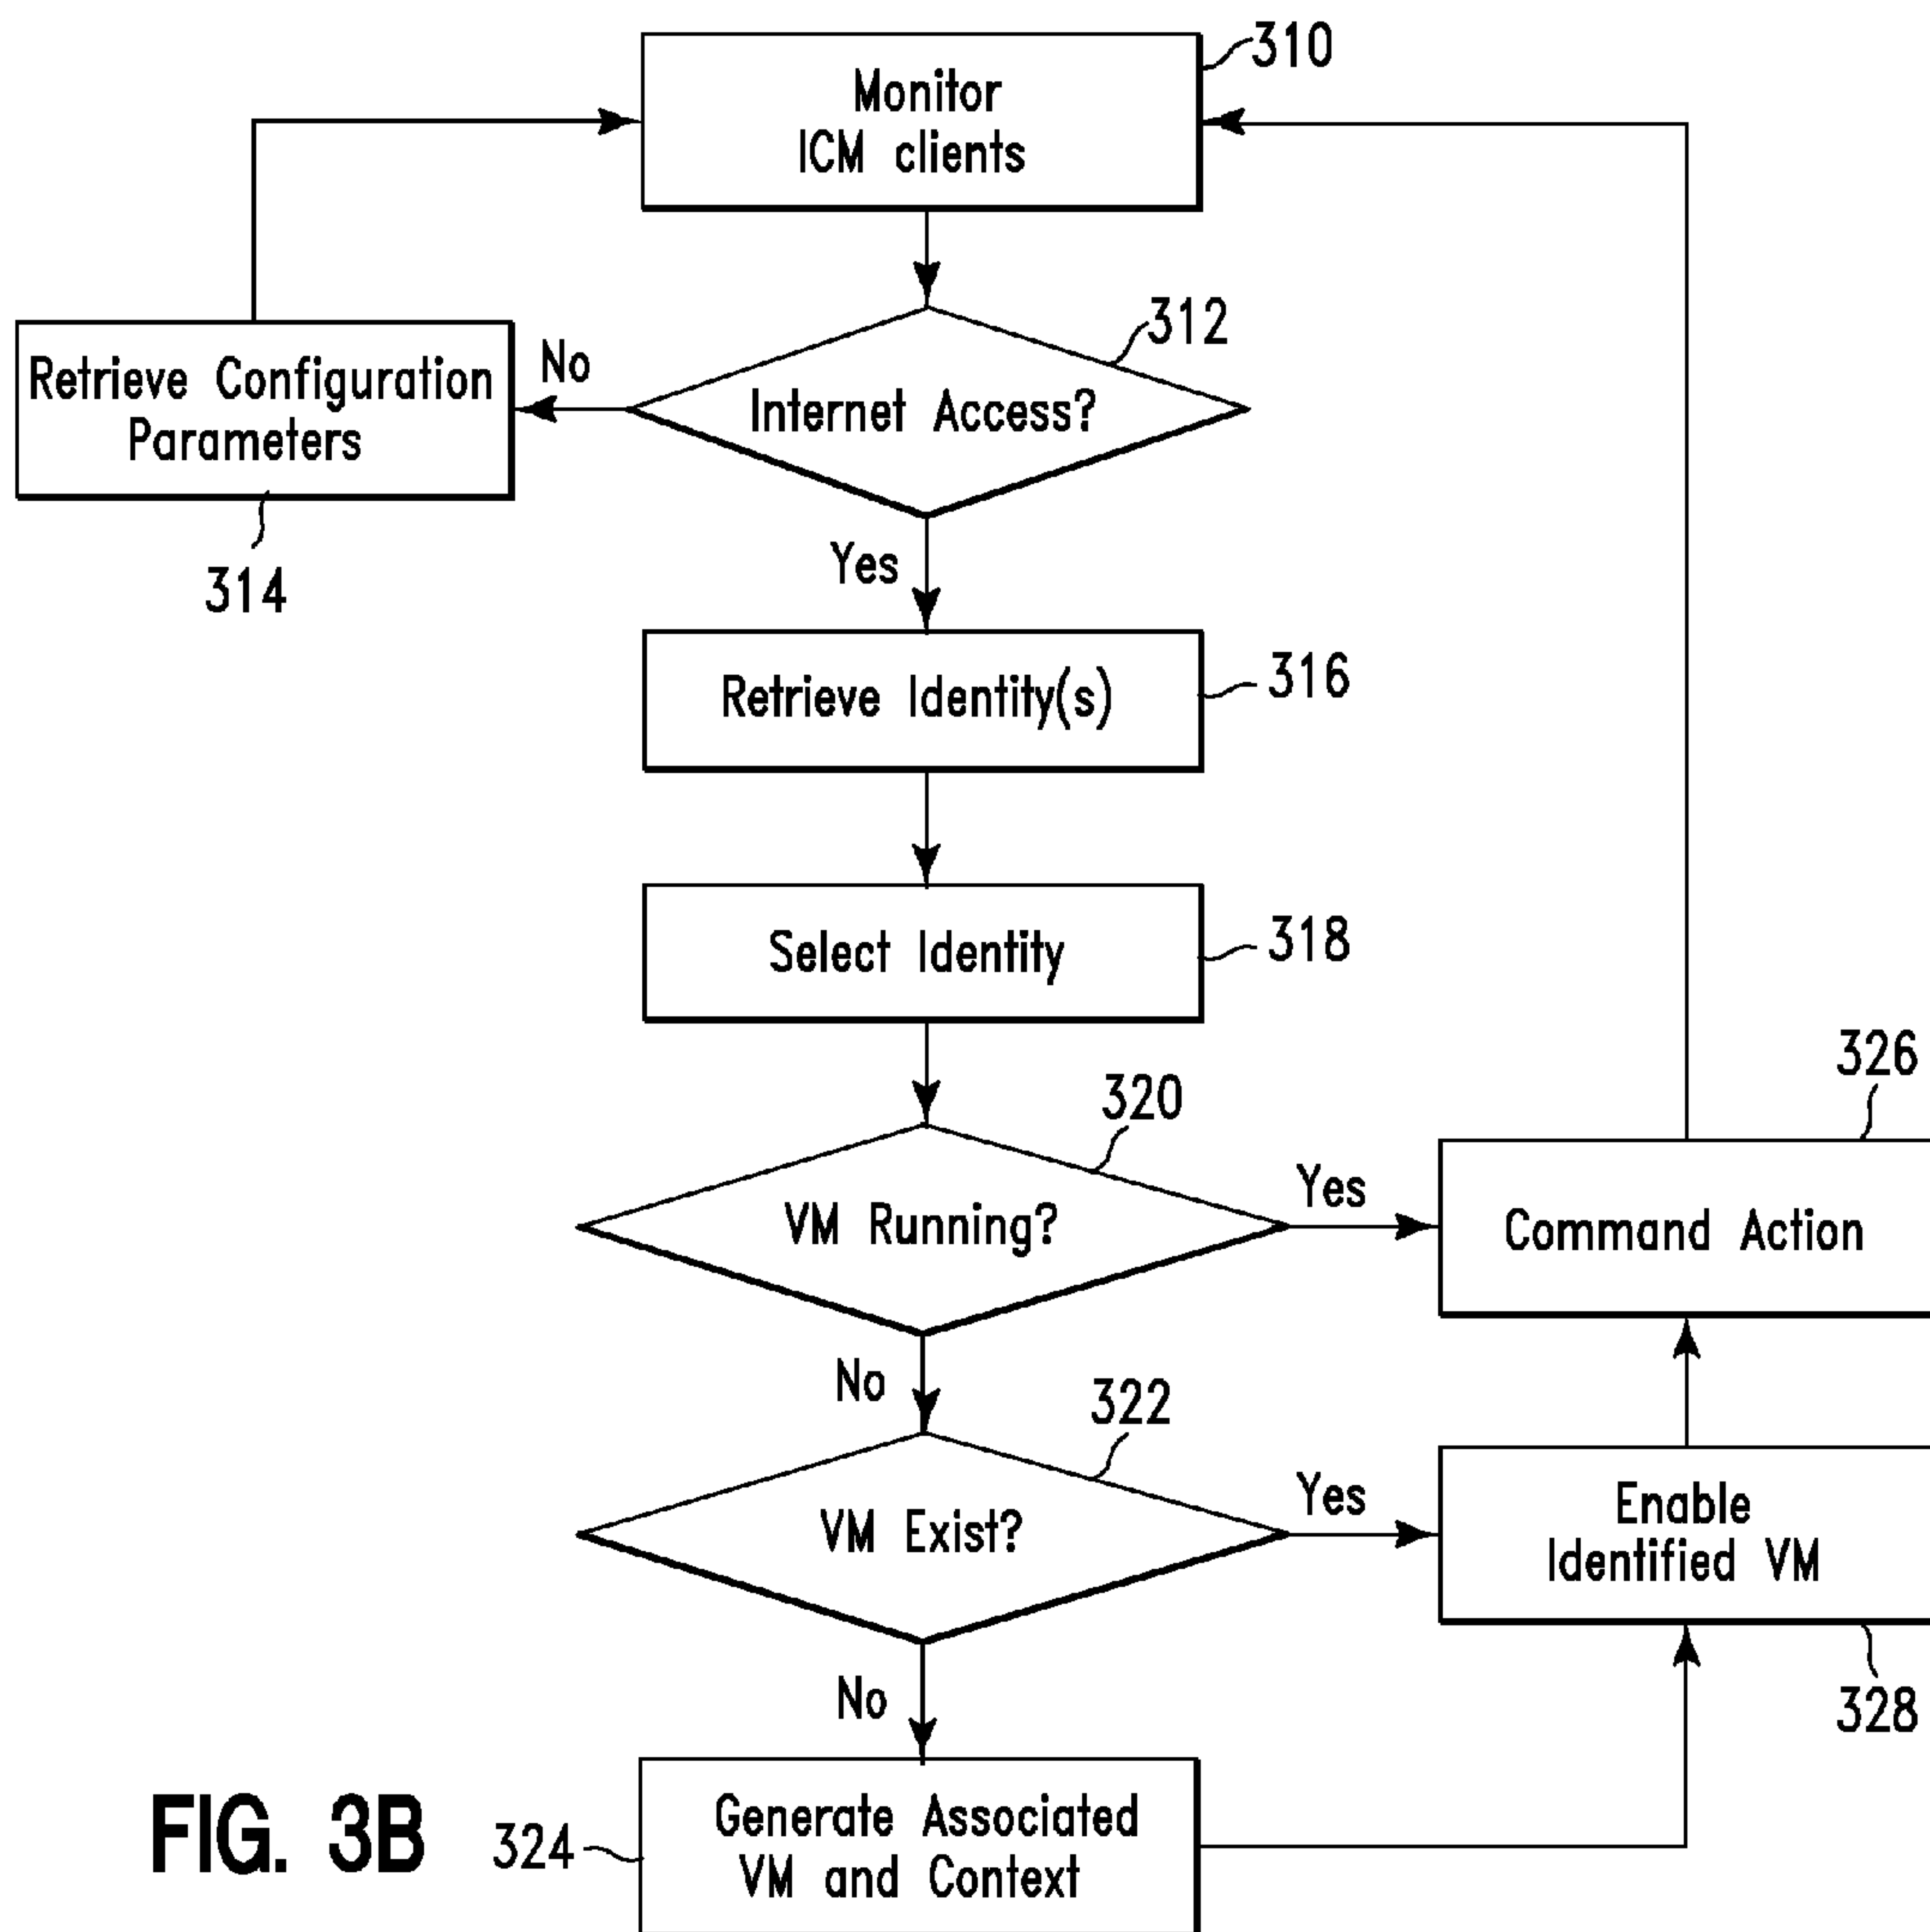 310
Monitor
ICM clients
312
Internet Access?
No
Retrieve Configuration
Parameters
314
Yes
Retrieve Identity(s)
316
Select Identity
318
320
VM Running?
Yes
326
Command Action
No
322
VM Exist?
Yes
Enable
Identified VM
328
No
Generate Associated
VM and Context
324
FIG. 3B